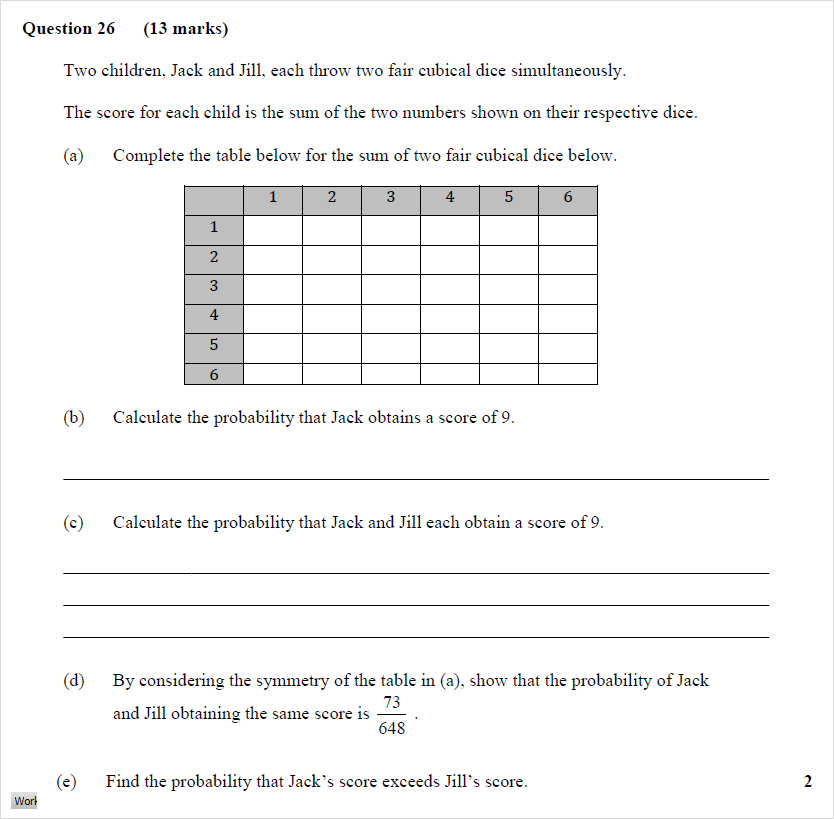 Question 26 (13 marks)
Two children, Jack and Jill, each throw two fair cubical dice simultaneously.
The score for each child is the sum of the two numbers shown on their respective dice.
(a) Complete the table below for the sum of two fair cubical dice below.
1 2 3 4 5 6
1
2
3
4
5
6
(b) Calculate the probability that Jack obtains a score of 9.
(c) Calculate the probability that Jack and Jill each obtain a score of 9.
(d) By considering the symmetry of the table in (a), show that the probability of Jack
and Jill obtaining the same score is 73/648 .
(e) Find the probability that Jack’s score exceeds Jill’s score. 2
Work